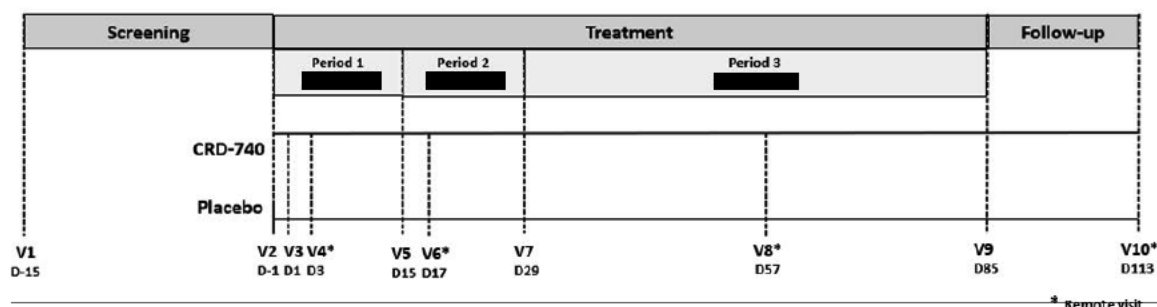 Screening Treatment Follow-up
Period 1 Period 2 Period 3
CRD-740
Placebo
V1 V2 V3 V4* V5 V6* V7 V8* V9 V10*
D-15 D-1 D1 D3 D15 D17 D29 D57 D85 D113
* Remote visit